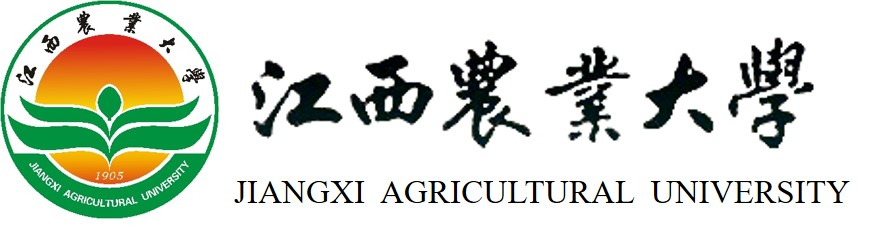 江西農業大學
1905
JIANGXI AGRICULTURAL UNIVERSITY
江西農業大學
JIANGXI AGRICULTURAL UNIVERSITY